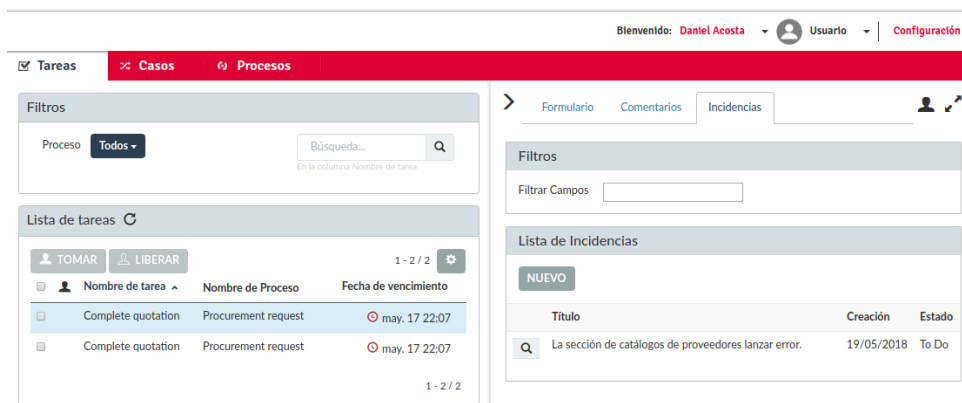 Bienvenido: Daniel Acosta Usuario Configuración
Tareas Casos Procesos
Filtros
Proceso Todos Búsqueda...
En la columna Nombre de tarea
Lista de tareas
TOMAR LIBERAR 1 - 2 / 2
Nombre de tarea Nombre de Proceso Fecha de vencimiento
Complete quotation Procurement request may. 17 22:07
Complete quotation Procurement request may. 17 22:07
1 - 2 / 2
Formulario Comentarios Incidencias
Filtros
Filtrar Campos
Lista de Incidencias
NUEVO
Título Creación Estado
La sección de catálogos de proveedores lanzar error. 19/05/2018 To Do